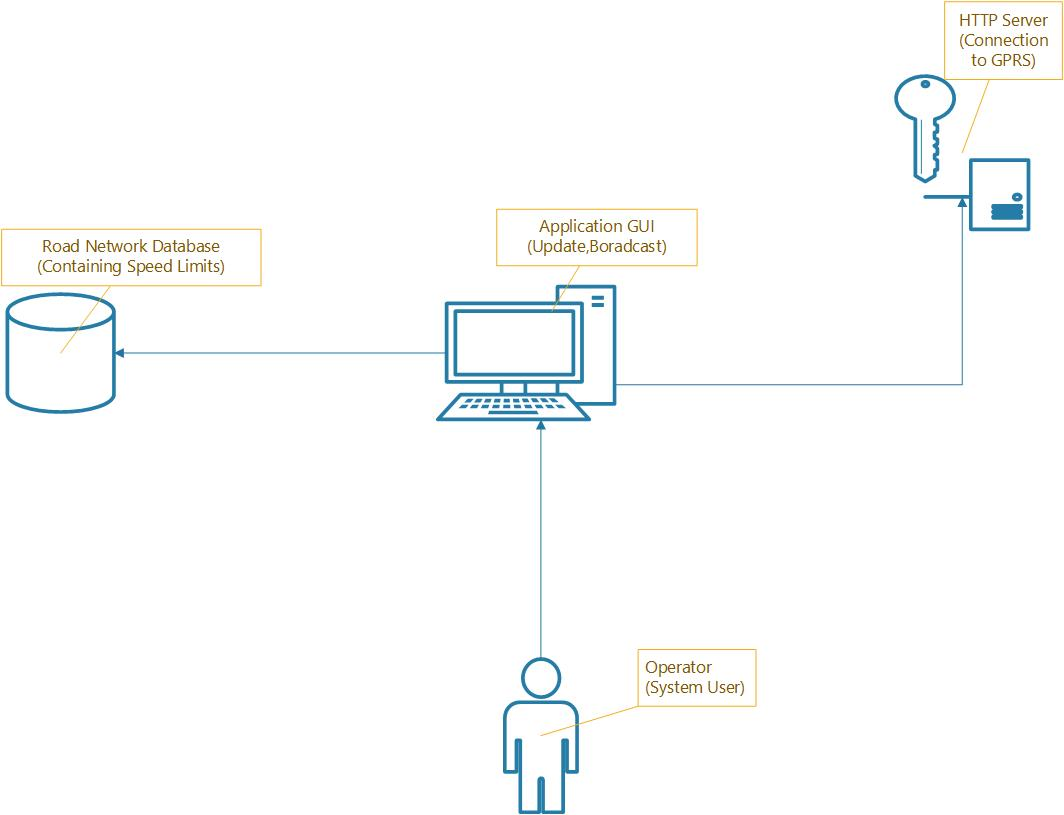 HTTP Server
(Connection
to GPRS)
Application GUI
(Update,Boradcast)
Road Network Database
(Containing Speed Limits)
Operator
(System User)